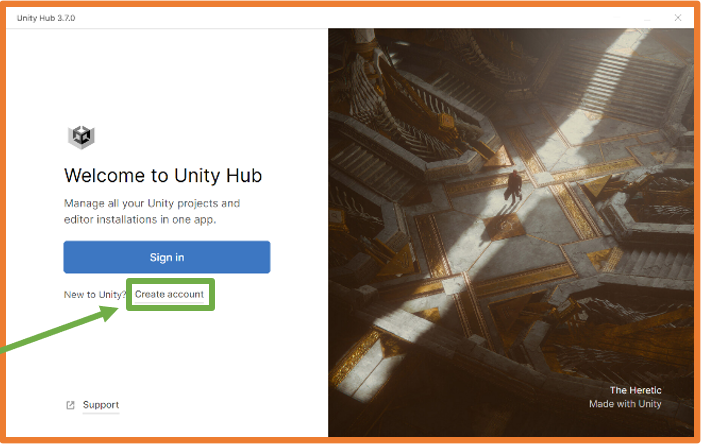 Unity Hub 3.7.0
Welcome to Unity Hub
Manage all your Unity projects and
editor installations in one app.
Sign in
New to Unity? Create account
Support
The Heretic
Made with Unity